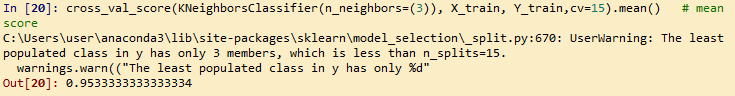 In [20]: cross_val_score(KNeighborsClassifier(n_neighbors=(3)), X_train, Y_train,cv=15).mean()   # mean
score
C:\Users\user\anaconda3\lib\site-packages\sklearn\model_selection\_split.py:670: UserWarning: The least
populated class in y has only 3 members, which is less than n_splits=15.
  warnings.warn(("The least populated class in y has only %d"
Out[20]: 0.9533333333333334